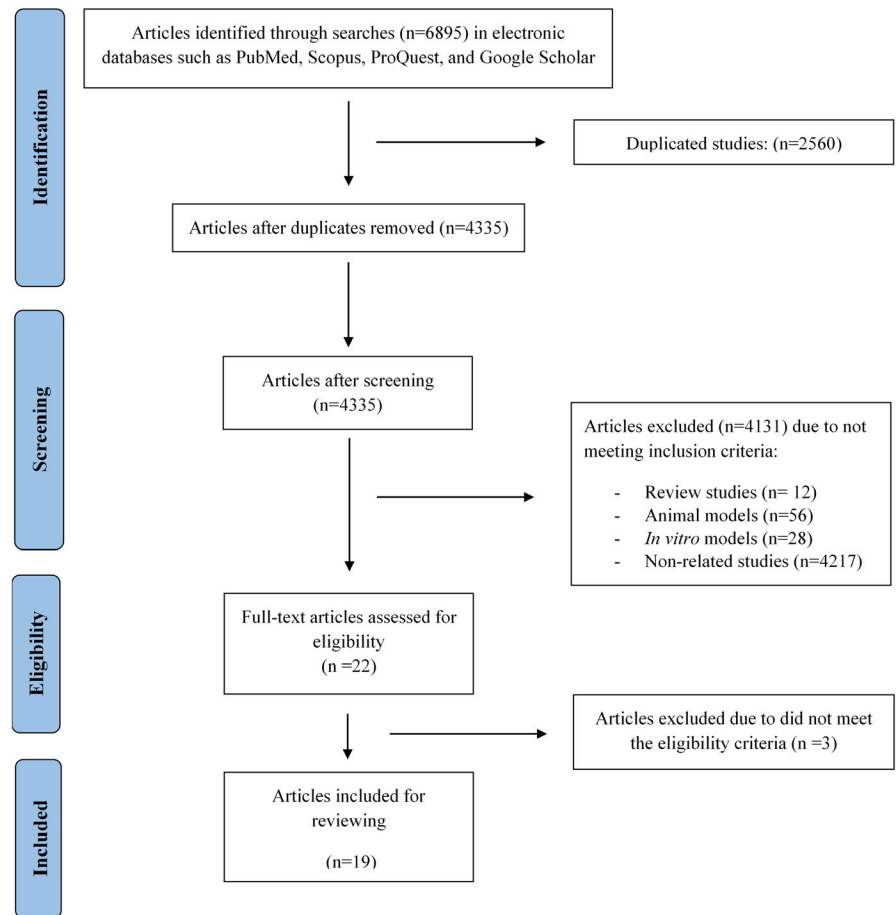 Identification
Articles identified through searches (n=6895) in electronic
databases such as PubMed, Scopus, ProQuest, and Google Scholar
Duplicated studies: (n=2560)
Articles after duplicates removed (n=4335)
Screening
Articles after screening
(n=4335)
Articles excluded (n=4131) due to not
meeting inclusion criteria:
- Review studies (n= 12)
- Animal models (n=56)
- In vitro models (n=28)
- Non-related studies (n=4217)
Eligibility
Full-text articles assessed for
eligibility
(n =22)
Articles excluded due to did not meet
the eligibility criteria (n =3)
Included
Articles included for
reviewing
(n=19)